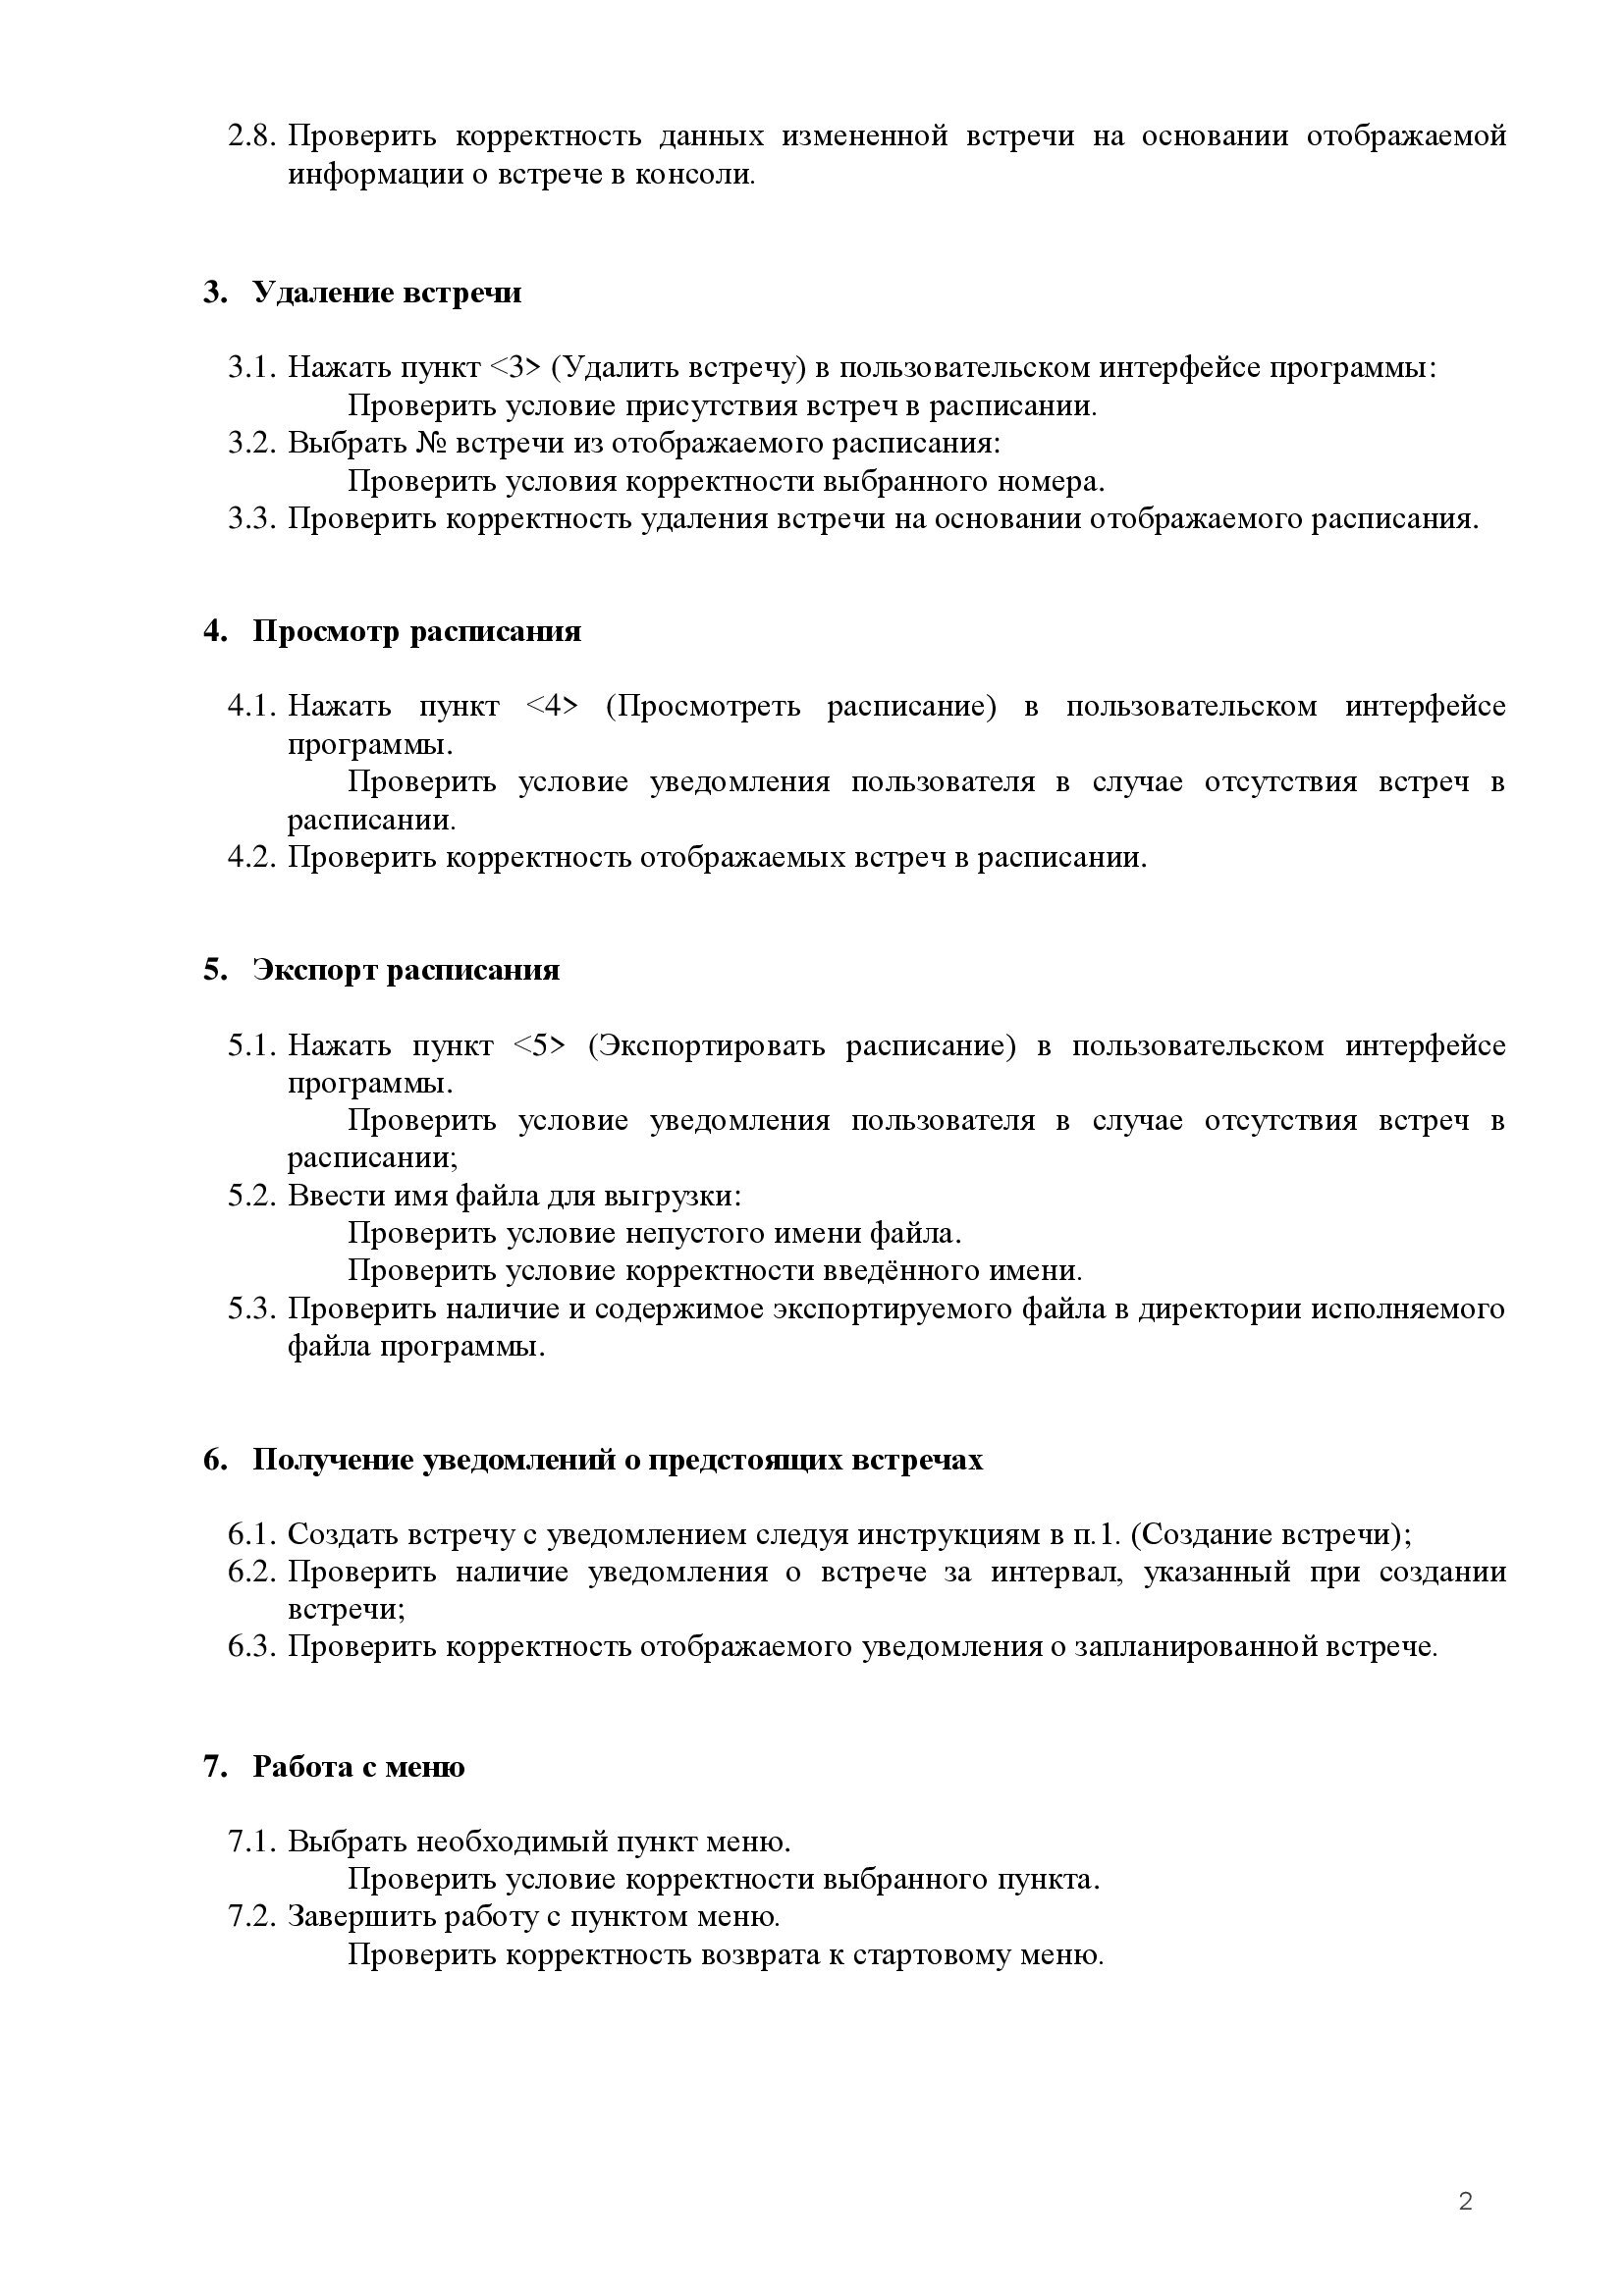 2.8. Проверить корректность данных измененной встречи на основании отображаемой
информации о встрече в консоли.
3. Удаление встречи
3.1. Нажать пункт <3> (Удалить встречу) в пользовательском интерфейсе программы:
Проверить условие присутствия встреч в расписании.
3.2. Выбрать № встречи из отображаемого расписания:
Проверить условия корректности выбранного номера.
3.3. Проверить корректность удаления встречи на основании отображаемого расписания.
4. Просмотр расписания
4.1. Нажать пункт <4> (Просмотреть расписание) в пользовательском интерфейсе
программы.
Проверить условие уведомления пользователя в случае отсутствия встреч в
расписании.
4.2. Проверить корректность отображаемых встреч в расписании.
5. Экспорт расписания
5.1. Нажать пункт <5> (Экспортировать расписание) в пользовательском интерфейсе
программы.
Проверить условие уведомления пользователя в случае отсутствия встреч в
расписании;
5.2. Ввести имя файла для выгрузки:
Проверить условие непустого имени файла.
Проверить условие корректности введённого имени.
5.3. Проверить наличие и содержимое экспортируемого файла в директории исполняемого
файла программы.
6. Получение уведомлений о предстоящих встречах
6.1. Создать встречу с уведомлением следуя инструкциям в п.1. (Создание встречи);
6.2. Проверить наличие уведомления о встрече за интервал, указанный при создании
встречи;
6.3. Проверить корректность отображаемого уведомления о запланированной встрече.
7. Работа с меню
7.1. Выбрать необходимый пункт меню.
Проверить условие корректности выбранного пункта.
7.2. Завершить работу с пунктом меню.
Проверить корректность возврата к стартовому меню.
2